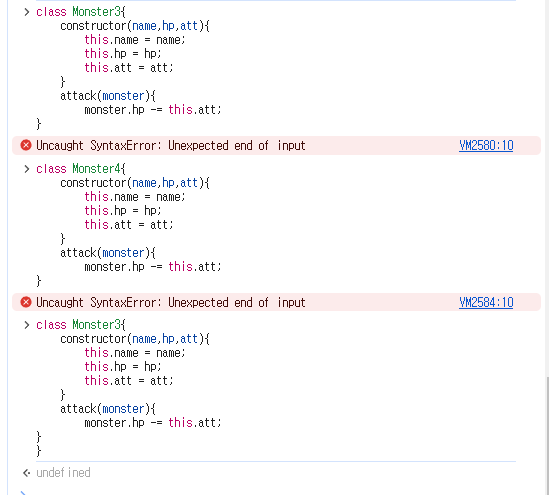 class Monster3{
    constructor(name,hp,att){
        this.name = name;
        this.hp = hp;
        this.att = att;
    }
    attack(monster){
        monster.hp -= this.att;
}
Uncaught SyntaxError: Unexpected end of input VM2580:10
class Monster4{
    constructor(name,hp,att){
        this.name = name;
        this.hp = hp;
        this.att = att;
    }
    attack(monster){
        monster.hp -= this.att;
}
Uncaught SyntaxError: Unexpected end of input VM2584:10
class Monster3{
    constructor(name,hp,att){
        this.name = name;
        this.hp = hp;
        this.att = att;
    }
    attack(monster){
        monster.hp -= this.att;
}
}
undefined